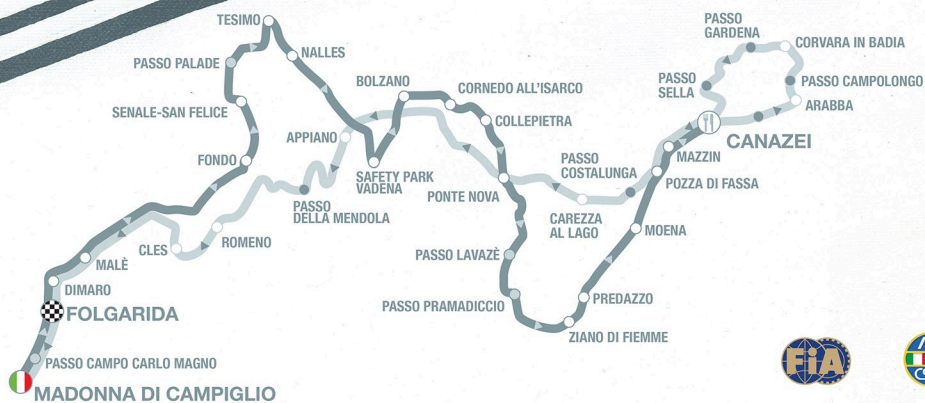 TESIMO
PASSO PALADE
NALLES
SENALE-SAN FELICE
FONDO
APPIANO
BOLZANO
CORNEDO ALL'ISARCO
COLLEPIETRA
SAFETY PARK
VADENA
PASSO
DELLA MENDOLA
PONTE NOVA
PASSO
COSTALUNGA
CAREZZA
AL LAGO
PASSO
GARDENA
CORVARA IN BADIA
PASSO
SELLA
PASSO CAMPOLONGO
ARABBA
CANAZEI
MAZZIN
POZZA DI FASSA
MOENA
PASSO LAVAZÈ
PASSO PRAMADICCIO
PREDAZZO
ZIANO DI FIEMME
CLES
ROMENO
MALÈ
DIMARO
FOLGARIDA
PASSO CAMPO CARLO MAGNO
MADONNA DI CAMPIGLIO
FiA